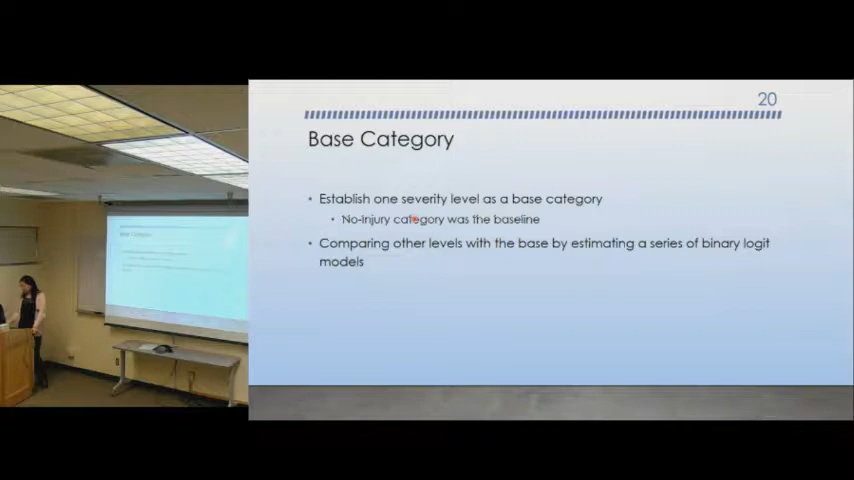 20
Base Category
• Establish one severity level as a base category
• No-Injury category was the baseline
• Comparing other levels with the base by estimating a series of binary logit
models